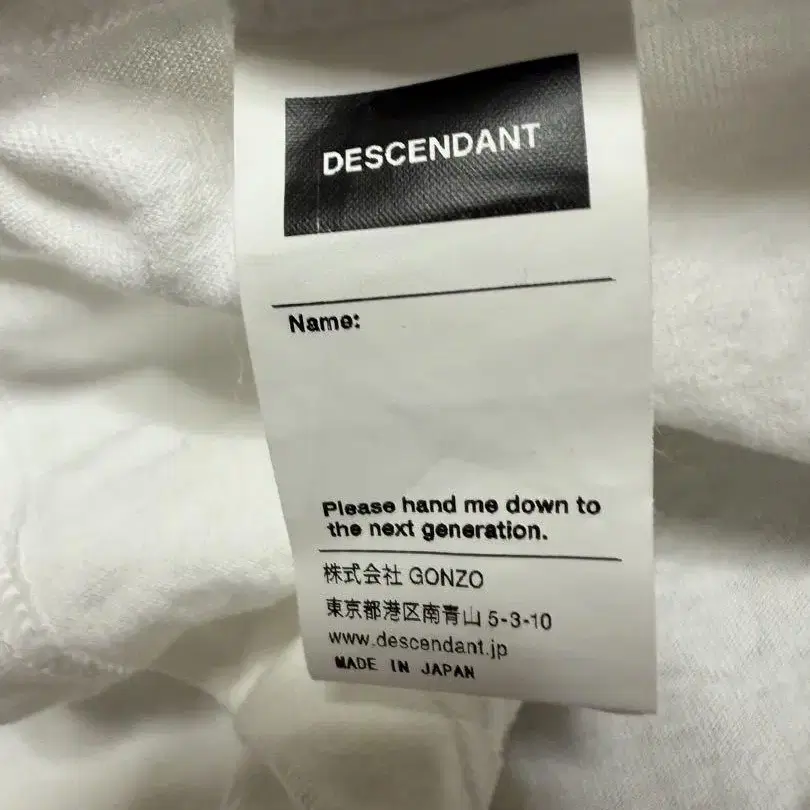 DESCENDANT
Name:
Please hand me down to
the next generation.
株式会社 GONZO
東京都港区南青山 5-3-10
www.descendant.jp
MADE IN JAPAN